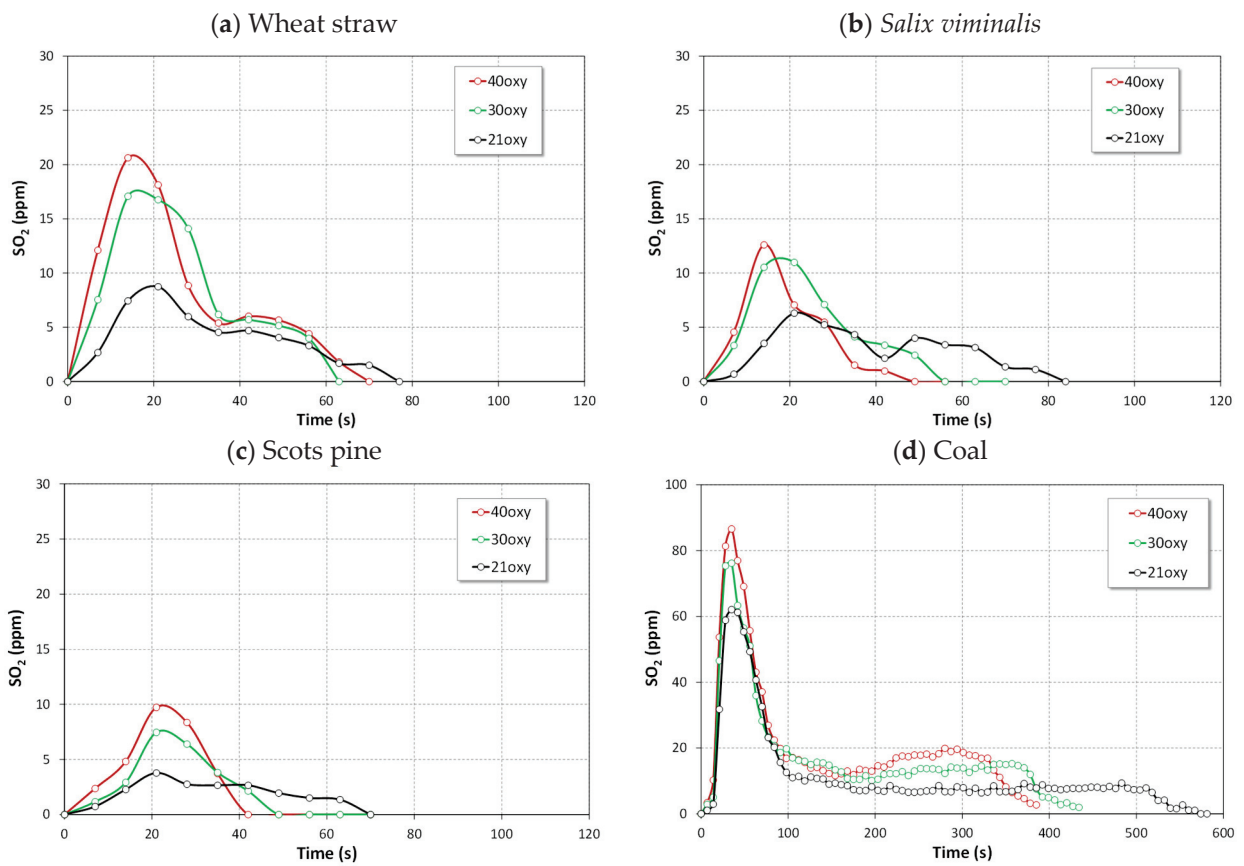 (a) Wheat straw
30
25
20
15
10
5
0
0 20 40 60 80 100 120
SO2 (ppm)
Time (s)
40oxy
30oxy
21oxy
(b) Salix viminalis
30
25
20
15
10
5
0
0 20 40 60 80 100 120
SO2 (ppm)
Time (s)
40oxy
30oxy
21oxy
(c) Scots pine
30
25
20
15
10
5
0
0 20 40 60 80 100 120
SO2 (ppm)
Time (s)
40oxy
30oxy
21oxy
(d) Coal
100
80
60
40
20
0
0 100 200 300 400 500 600
SO2 (ppm)
Time (s)
40oxy
30oxy
21oxy